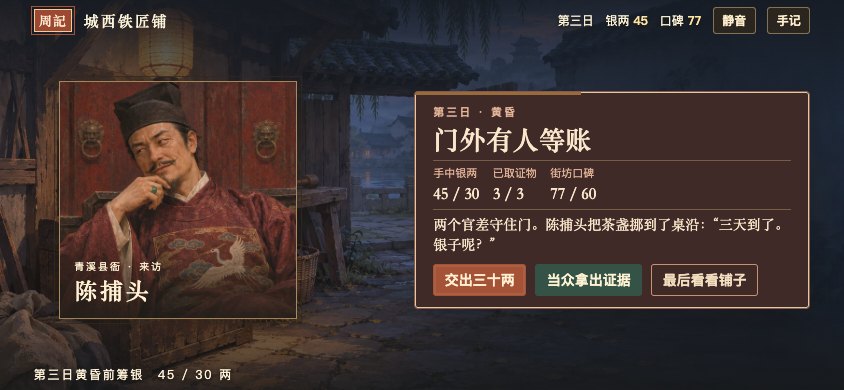 周記 城西铁匠铺
第三日 银两 45 口碑 77 静音 手记
青溪县衙 · 来访
陈捕头
第三日 · 黄昏
门外有人等账
手中银两 已取证物 街坊口碑
45 / 30 3 / 3 77 / 60
两个官差守住门。陈捕头把茶盏挪到了桌沿：“三天到了。
银子呢？”
交出三十两 当众拿出证据 最后看看铺子
第三日黄昏前筹银 45 / 30 两